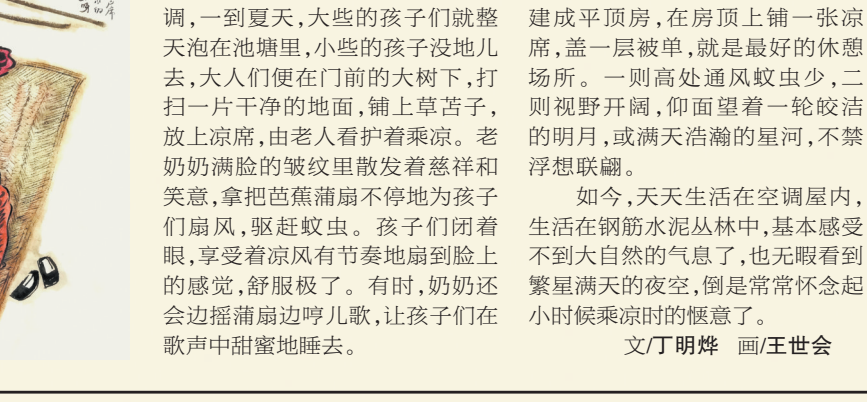 调，一到夏天，大些的孩子们就整
天泡在池塘里，小些的孩子没地儿
去，大人们便在门前的大树下，打
扫一片干净的地面，铺上草苫子，
放上凉席，由老人看护着乘凉。老
奶奶满脸的皱纹里散发着慈祥和
笑意，拿把芭蕉蒲扇不停地为孩子
们扇风，驱赶蚊虫。孩子们闭着
眼，享受着凉风有节奏地扇到脸上
的感觉，舒服极了。有时，奶奶还
会边摇蒲扇边哼儿歌，让孩子们在
歌声中甜蜜地睡去。
建成平顶房，在房顶上铺一张凉
席，盖一层被单，就是最好的休憩
场所。一则高处通风蚊虫少，二
则视野开阔，仰面望着一轮皎洁
的明月，或满天浩瀚的星河，不禁
浮想联翩。
如今，天天生活在空调屋内，
生活在钢筋水泥丛林中，基本感受
不到大自然的气息了，也无暇看到
繁星满天的夜空，倒是常常怀念起
小时候乘凉时的惬意了。
文/丁明烨 画/王世会